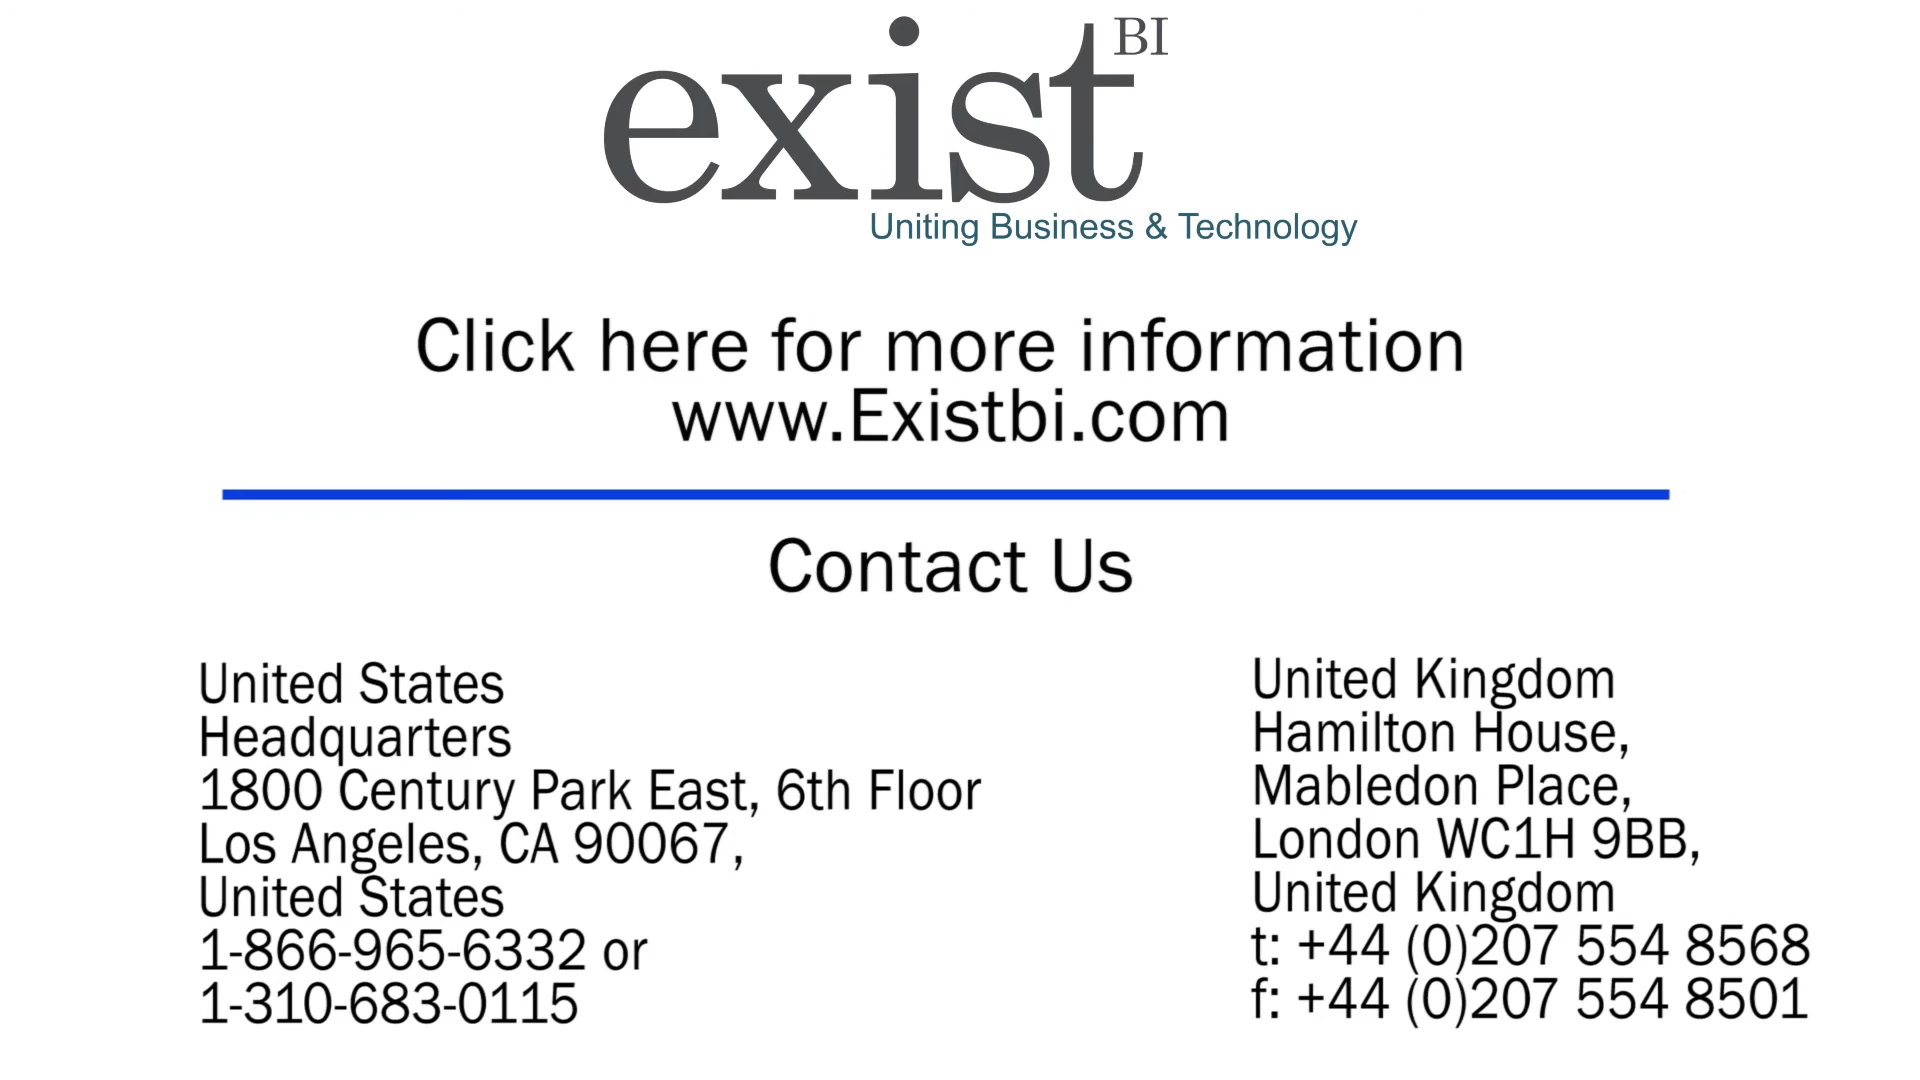 exist BI
Uniting Business & Technology
Click here for more information
www.Existbi.com
Contact Us
United States
Headquarters
1800 Century Park East, 6th Floor
Los Angeles, CA 90067,
United States
1-866-965-6332 or
1-310-683-0115
United Kingdom
Hamilton House,
Mabledon Place,
London WC1H 9BB,
United Kingdom
t: +44 (0)207 554 8568
f: +44 (0)207 554 8501